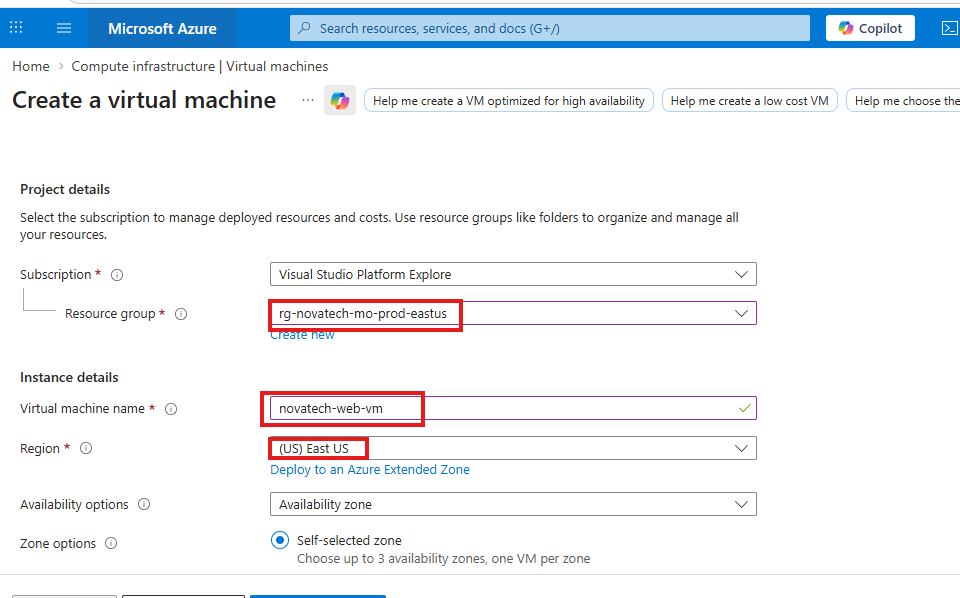 Microsoft Azure
Search resources, services, and docs (G+/)
Copilot
Home > Compute infrastructure | Virtual machines
Create a virtual machine ...
Help me create a VM optimized for high availability
Help me create a low cost VM
Help me choose the
Project details
Select the subscription to manage deployed resources and costs. Use resource groups like folders to organize and manage all
your resources.
Subscription *
Visual Studio Platform Explore
Resource group *
rg-novatech-mo-prod-eastus
Create new
Instance details
Virtual machine name *
novatech-web-vm
Region *
(US) East US
Deploy to an Azure Extended Zone
Availability options
Availability zone
Zone options
Self-selected zone
Choose up to 3 availability zones, one VM per zone